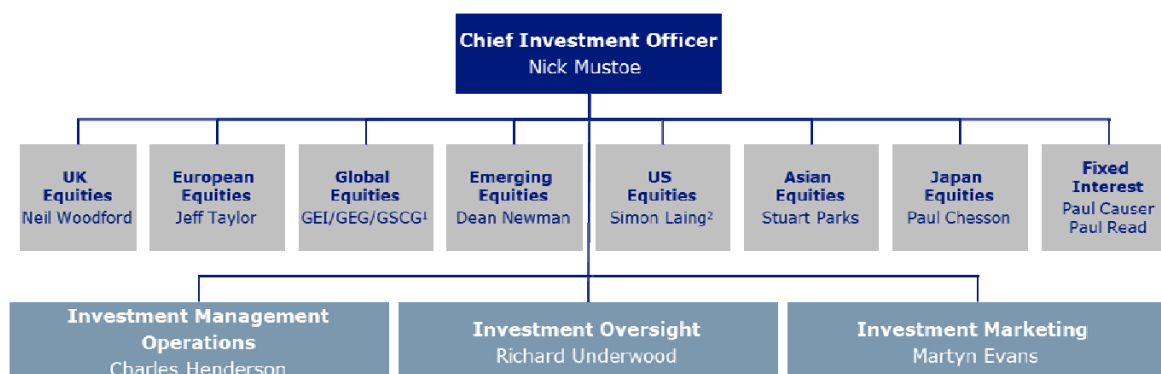 Chief Investment Officer
Nick Mustoe
UK
Equities
Neil Woodford
European
Equities
Jeff Taylor
Global
Equities
GEI/GEG/GSCG¹
Emerging
Equities
Dean Newman
US
Equities
Simon Laing²
Asian
Equities
Stuart Parks
Japan
Equities
Paul Chesson
Fixed
Interest
Paul Causer
Paul Read
Investment Management
Operations
Charles Henderson
Investment Oversight
Richard Underwood
Investment Marketing
Martyn Evans